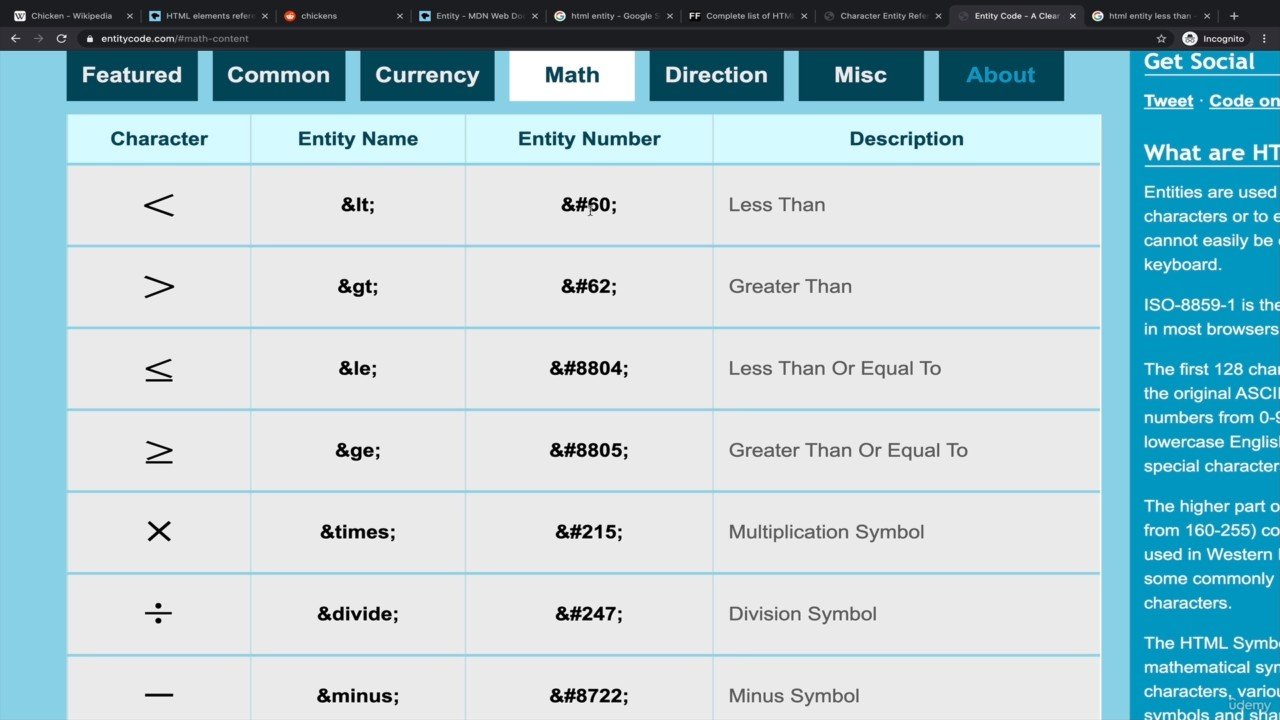 Chicken - Wikipedia
HTML elements refere
chickens
Entity - MDN Web Doc
html entity - Google S
FF Complete list of HTM
Character Entity Refe
Entity Code - A Clear
html entity less than -
entitycode.com/#math-content
Incognito
Featured
Common
Currency
Math
Direction
Misc
About
Character Entity Name Entity Number Description
< &lt; &#60; Less Than
> &gt; &#62; Greater Than
≤ &le; &#8804; Less Than Or Equal To
≥ &ge; &#8805; Greater Than Or Equal To
× &times; &#215; Multiplication Symbol
÷ &divide; &#247; Division Symbol
− &minus; &#8722; Minus Symbol
Get Social
Tweet · Code on
What are HT
Entities are used
characters or to e
cannot easily be
keyboard.
ISO-8859-1 is the
in most browsers
The first 128 char
the original ASCII
numbers from 0-9
lowercase English
special character
The higher part o
from 160-255) co
used in Western
some commonly
characters.
The HTML Symbo
mathematical sym
characters, variou
symbols and shap
udemy